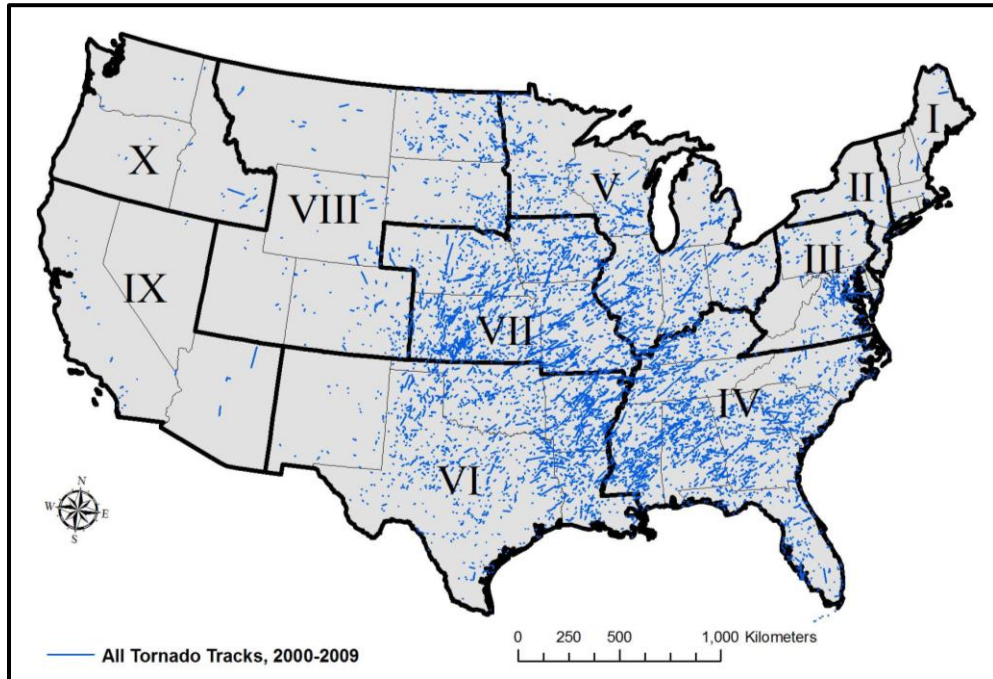 I
X
II
V
VIII
III
IX
VII
IV
VI
N
W E
S
0 250 500 1,000 Kilometers
All Tornado Tracks, 2000-2009